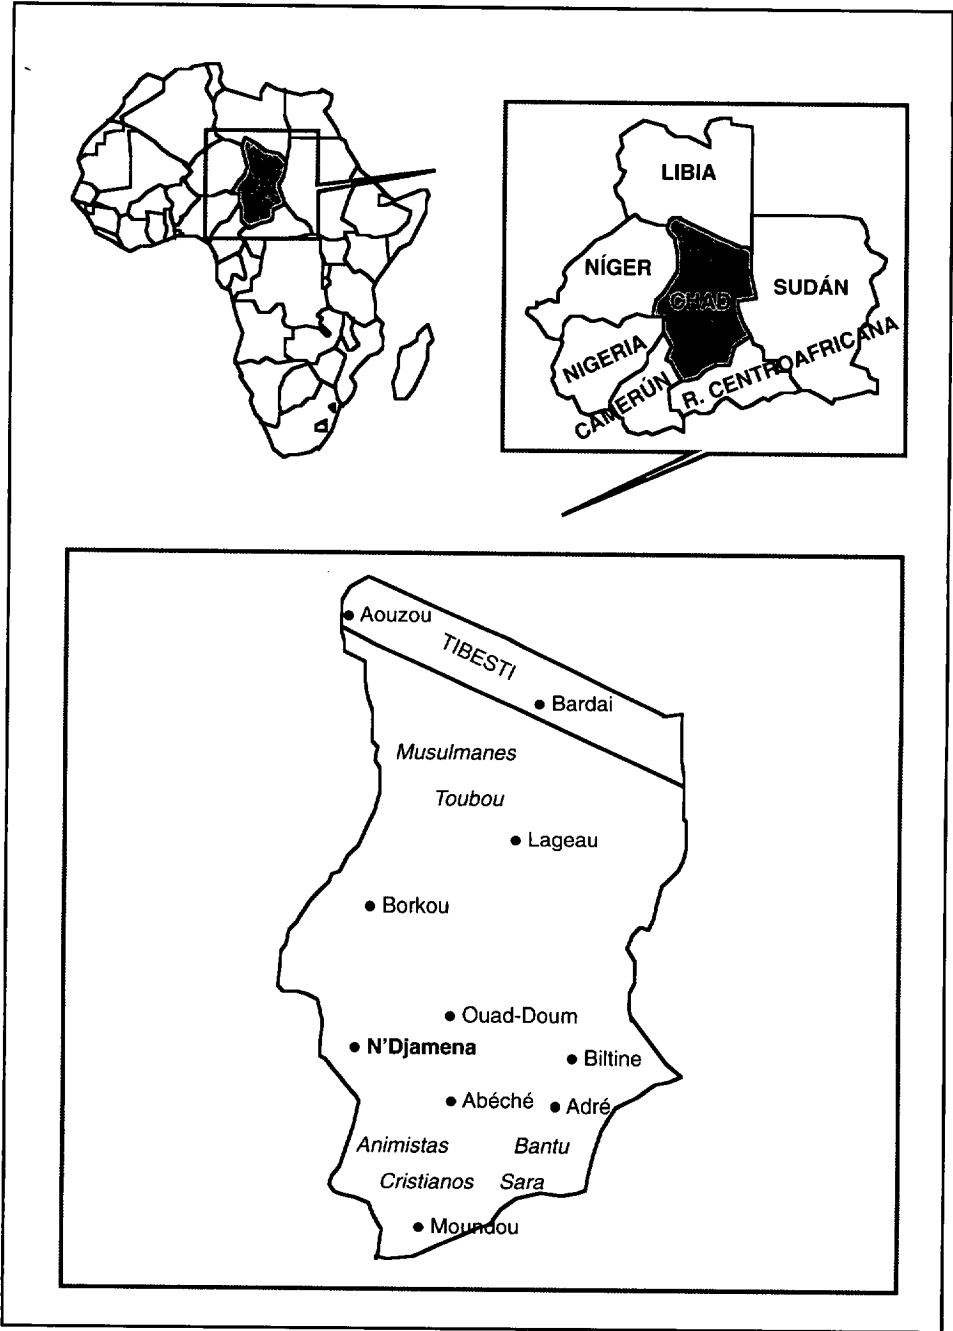 LIBIA
NÍGER
CHAD
SUDÁN
NIGERIA
CAMERÚN
R. CENTROAFRICANA
Aouzou
TIBESTI
Bardai
Musulmanes
Toubou
Lageau
Borkou
Ouad-Doum
N'Djamena
Biltine
Abéché
Adré
Animistas
Bantu
Cristianos
Sara
Moundou